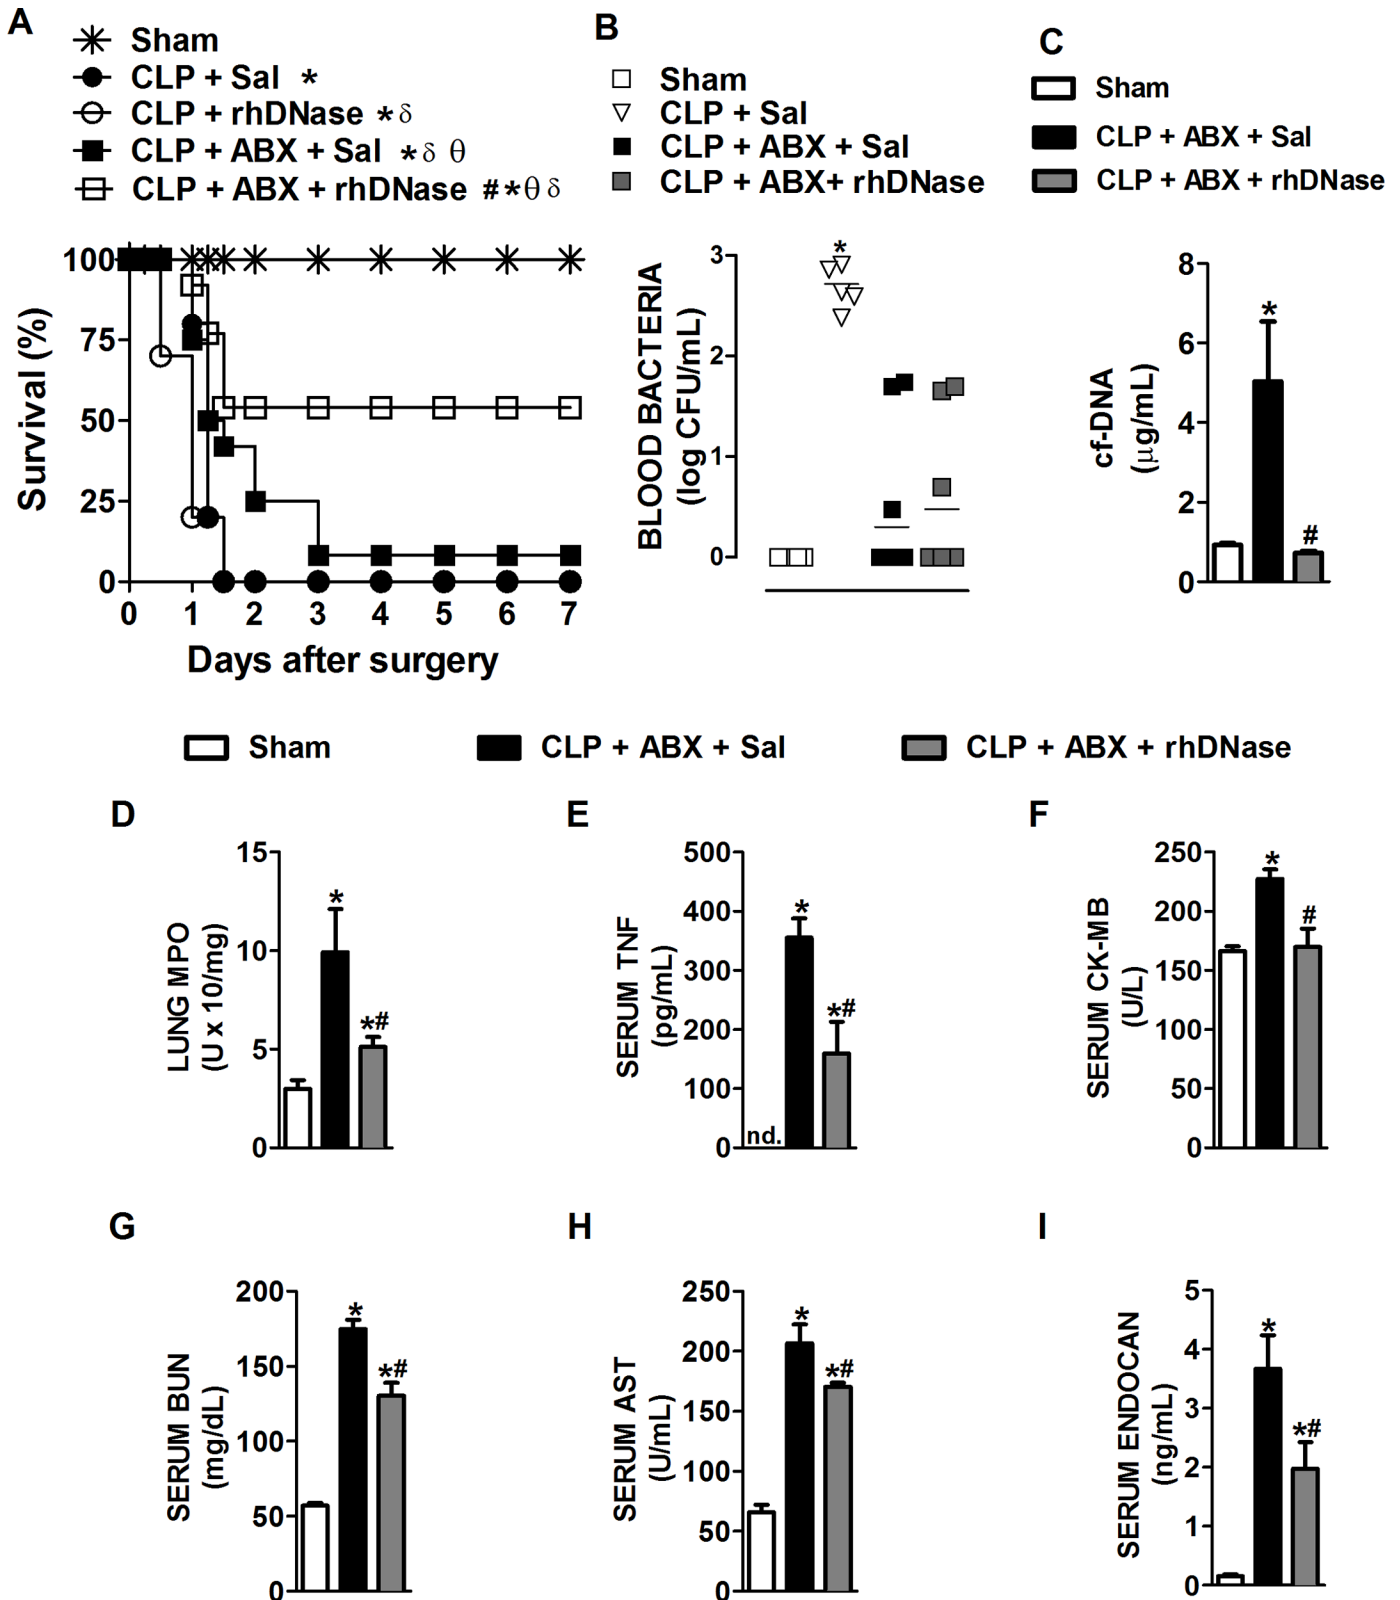 A
Sham
CLP + Sal *
CLP + rhDNase *δ
CLP + ABX + Sal *δ θ
CLP + ABX + rhDNase #*θδ
Survival (%)
100
75
50
25
0
0 1 2 3 4 5 6 7
Days after surgery
B
Sham
CLP + Sal
CLP + ABX + Sal
CLP + ABX+ rhDNase
BLOOD BACTERIA
(log CFU/mL)
3
2
1
0
*
C
Sham
CLP + ABX + Sal
CLP + ABX + rhDNase
cf-DNA
(µg/mL)
8
6
4
2
0
*
#
Sham CLP + ABX + Sal CLP + ABX + rhDNase
D
LUNG MPO
(U x 10/mg)
15
10
5
0
*
*#
E
SERUM TNF
(pg/mL)
500
400
300
200
100
0
nd.
*
*#
F
SERUM CK-MB
(U/L)
250
200
150
100
50
0
*
#
G
SERUM BUN
(mg/dL)
200
150
100
50
0
*
*#
H
SERUM AST
(U/mL)
250
200
150
100
50
0
*
*#
I
SERUM ENDOCAN
(ng/mL)
5
4
3
2
1
0
*
*#